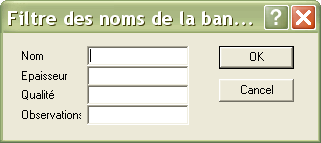 Filtre des noms de la ban...
Nom
OK
Epaisseur
Qualité
Cancel
Observations